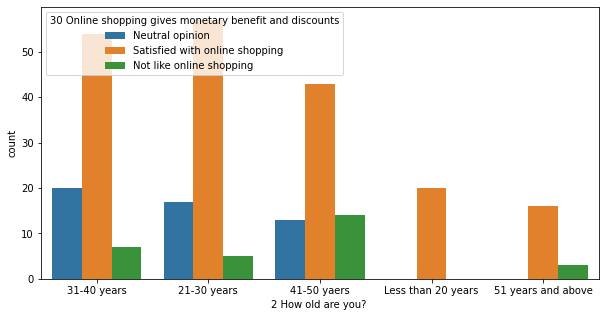 30 Online shopping gives monetary benefit and discounts
Neutral opinion
Satisfied with online shopping
Not like online shopping
50
40
30
20
10
0
count
31-40 years
21-30 years
41-50 yaers
Less than 20 years
51 years and above
2 How old are you?